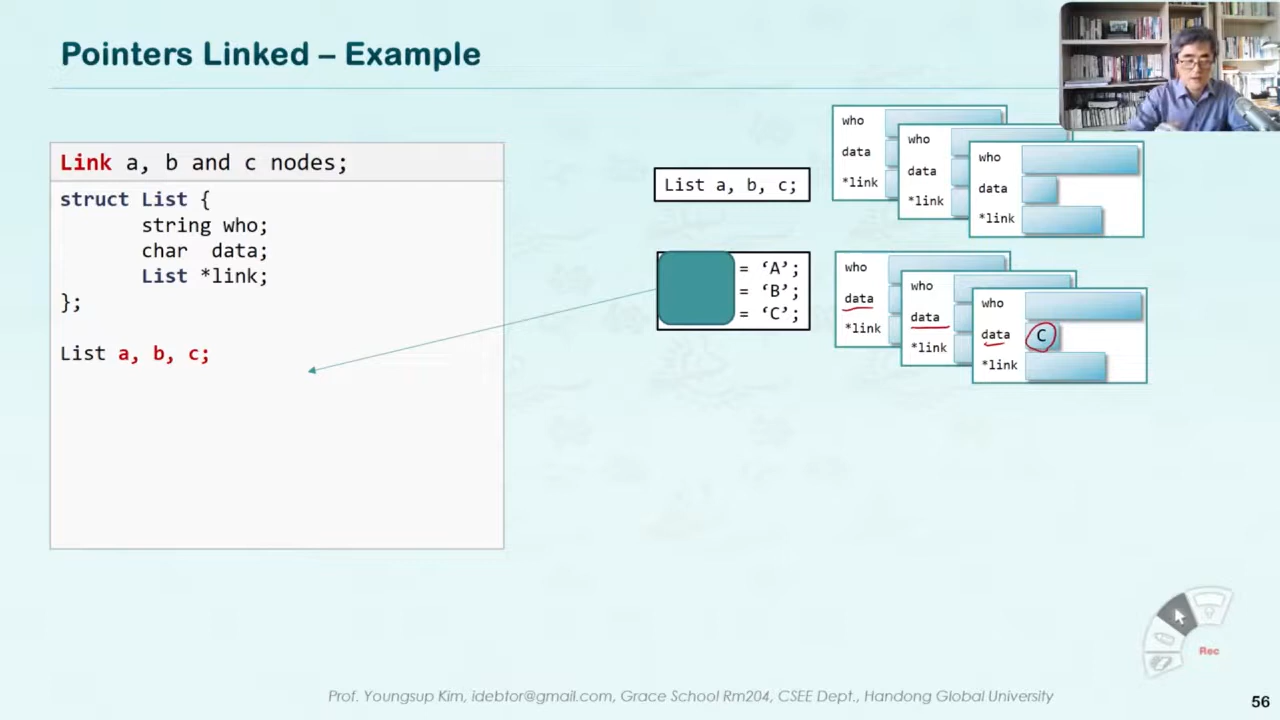 Pointers Linked – Example
Link a, b and c nodes;
struct List {
string who;
char data;
List *link;
};
List a, b, c;
List a, b, c;
who
data
*link
who
data
*link
who
data
*link
= ‘A’;
= ‘B’;
= ‘C’;
who
data
*link
who
data
*link
who
data C
*link
Rec
Prof. Youngsup Kim, idebtor@gmail.com, Grace School Rm204, CSEE Dept., Handong Global University
56